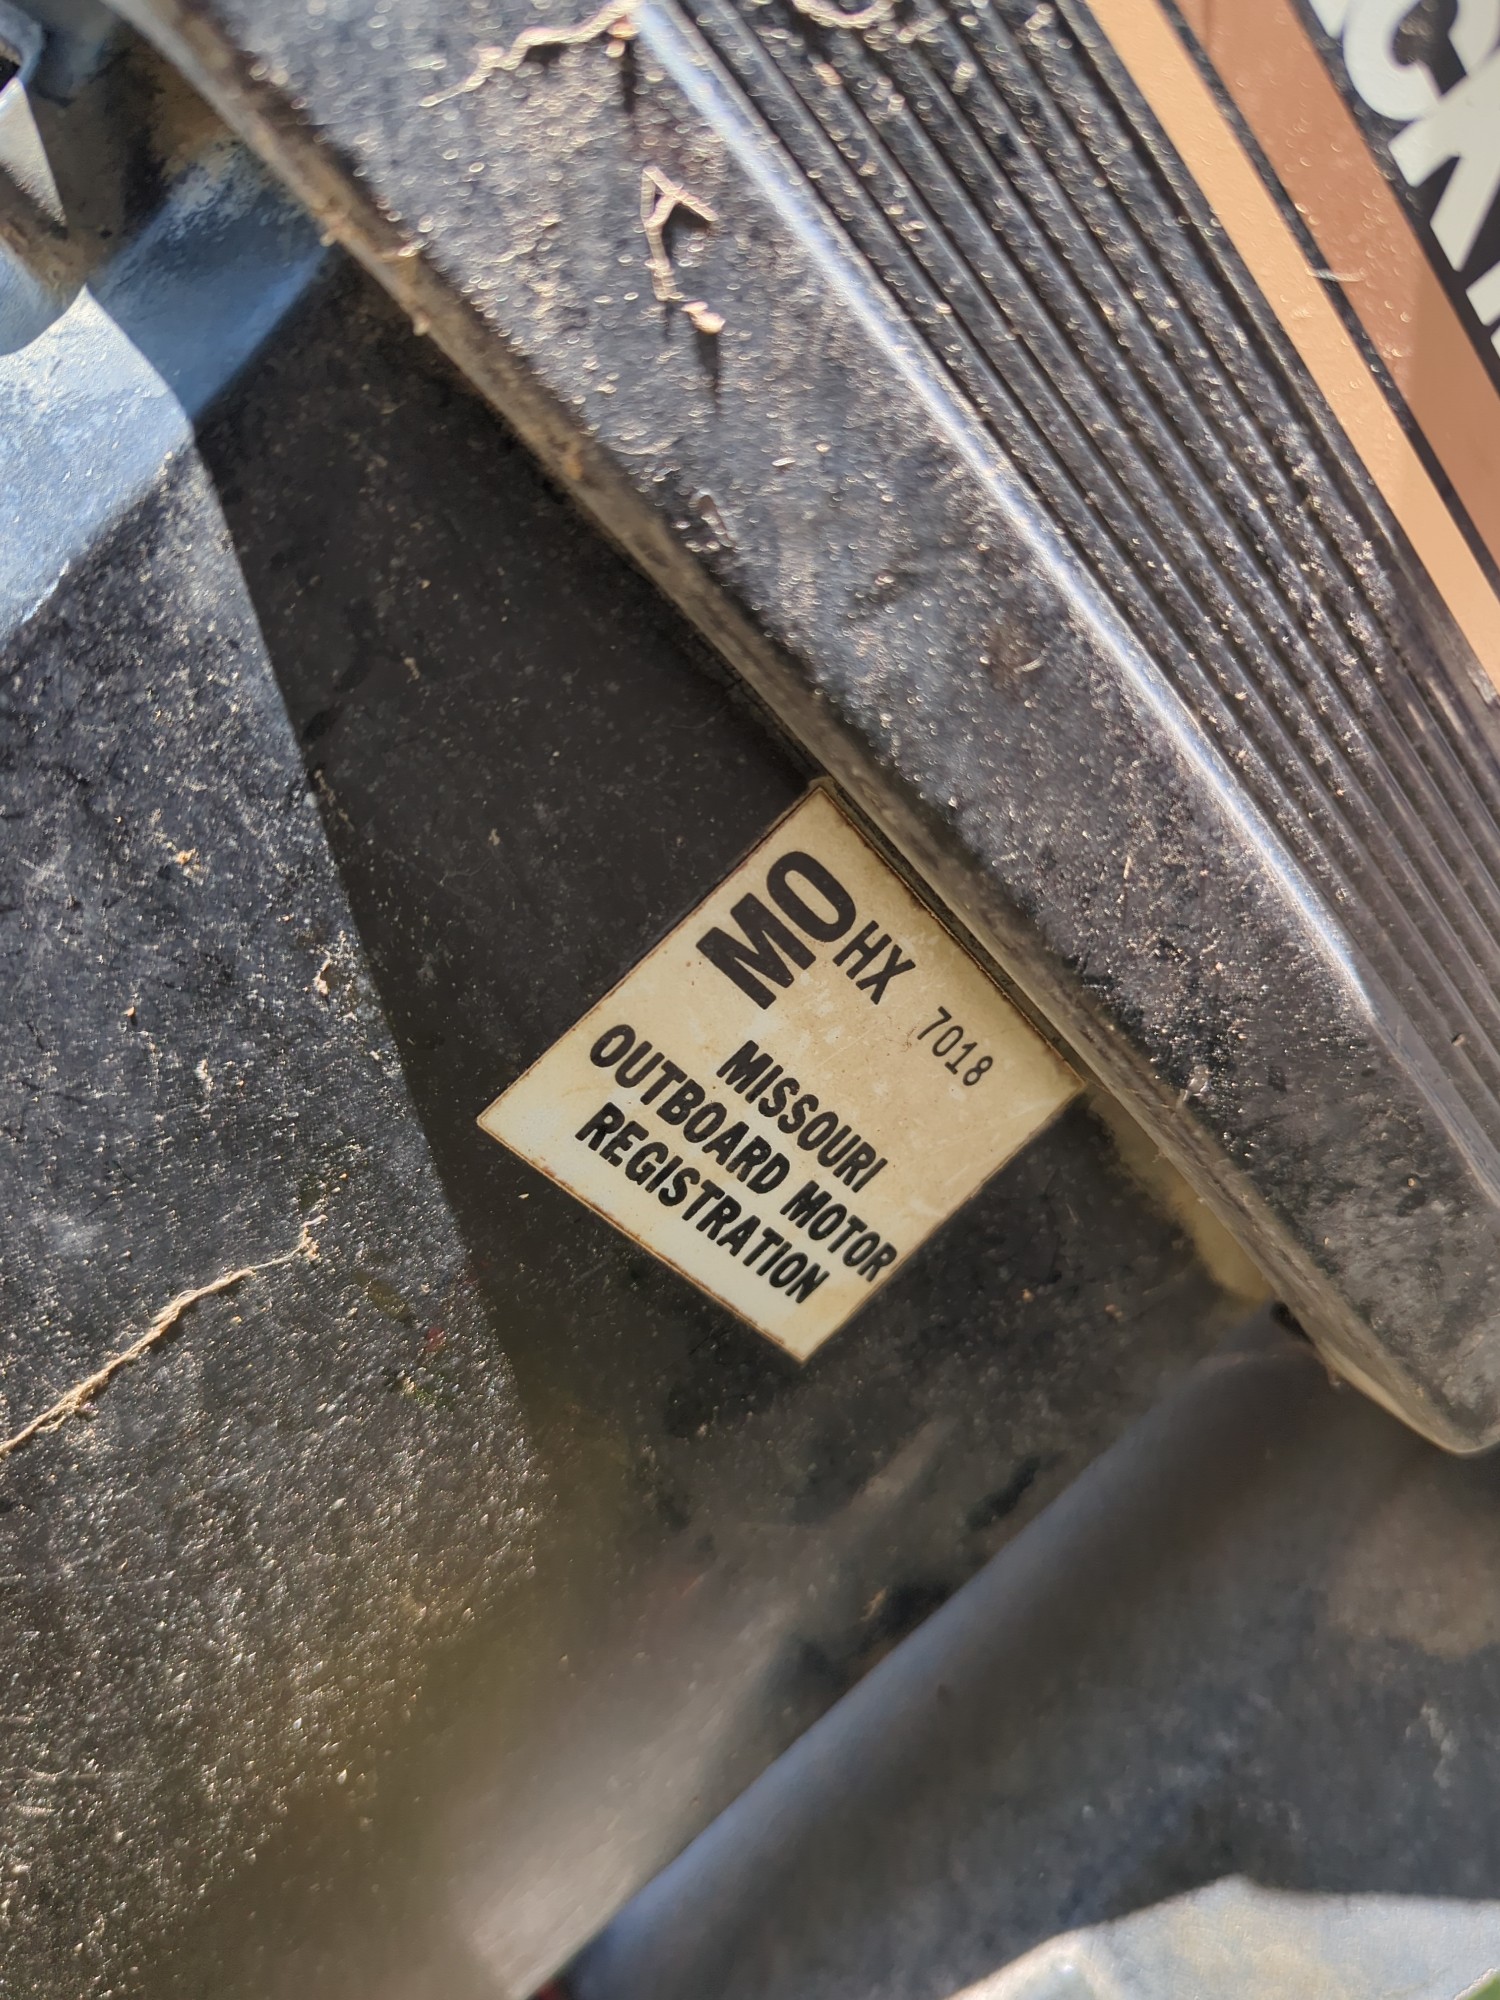 MO
HX 7018
MISSOURI
OUTBOARD MOTOR
REGISTRATION